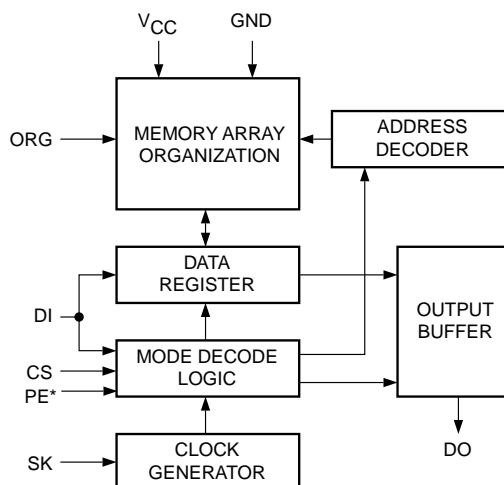 VCC
GND
ORG
MEMORY ARRAY
ORGANIZATION
ADDRESS
DECODER
DATA
REGISTER
DI
OUTPUT
BUFFER
MODE DECODE
LOGIC
CS
PE*
DO
SK
CLOCK
GENERATOR